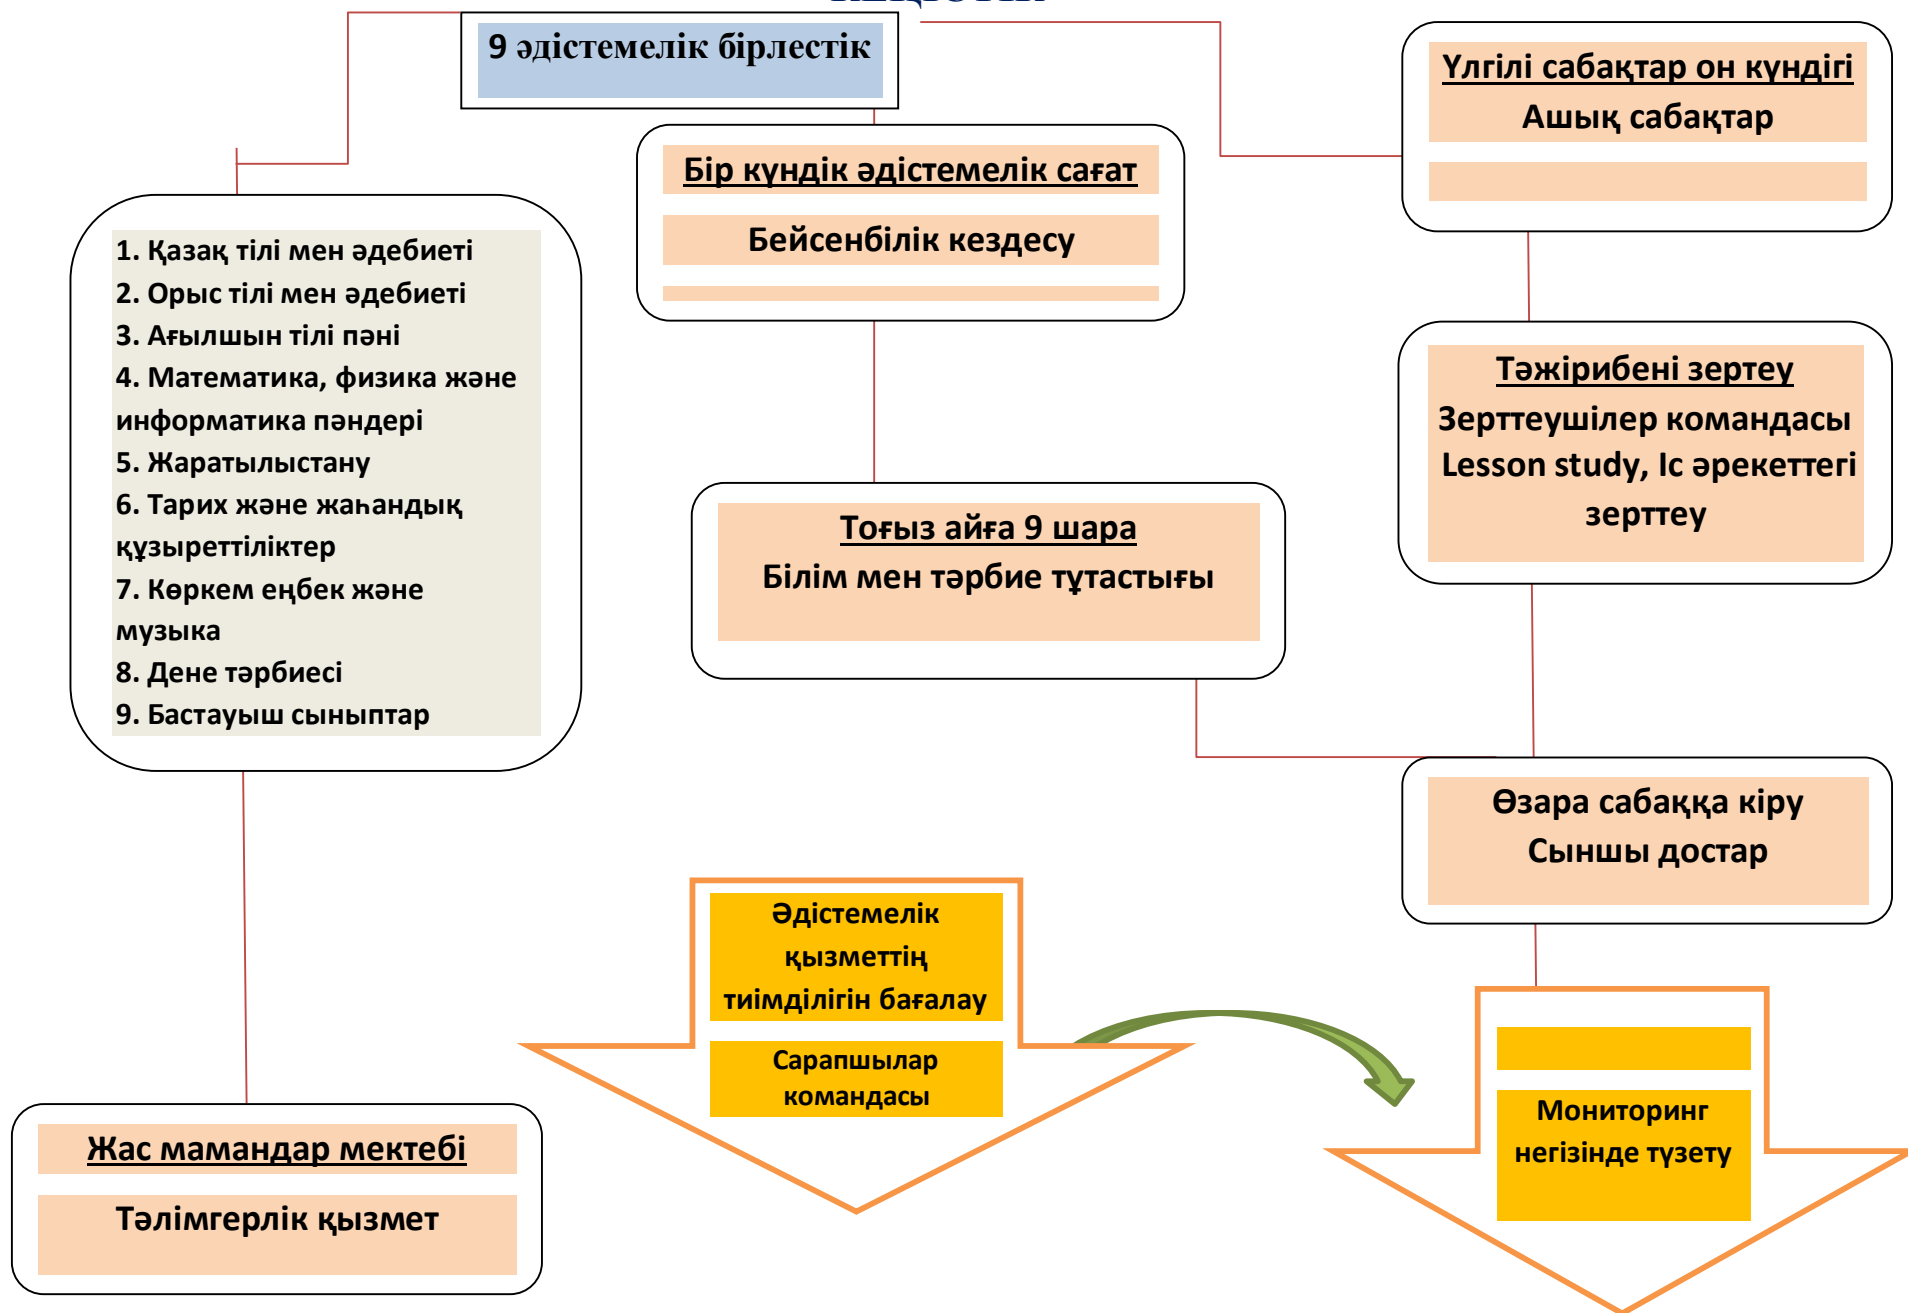 9 әдістемелік бірлестік
Үлгілі сабақтар он күндігі
Ашық сабақтар
Бір күндік әдістемелік сағат
Бейсенбілік кездесу
1. Қазақ тілі мен әдебиеті
2. Орыс тілі мен әдебиеті
3. Ағылшын тілі пәні
4. Математика, физика және
информатика пәндері
5. Жаратылыстану
6. Тарих және жаһандық
құзыреттіліктер
7. Көркем еңбек және
музыка
8. Дене тәрбиесі
9. Бастауыш сыныптар
Тәжірибені зертеу
Зерттеушілер командасы
Lesson study, Іс әрекеттегі
зерттеу
Тоғыз айға 9 шара
Білім мен тәрбие тұтастығы
Өзара сабаққа кіру
Сыншы достар
Әдістемелік
қызметтің
тиімділігін бағалау
Сарапшылар
командасы
Мониторинг
негізінде түзету
Жас мамандар мектебі
Тәлімгерлік қызмет